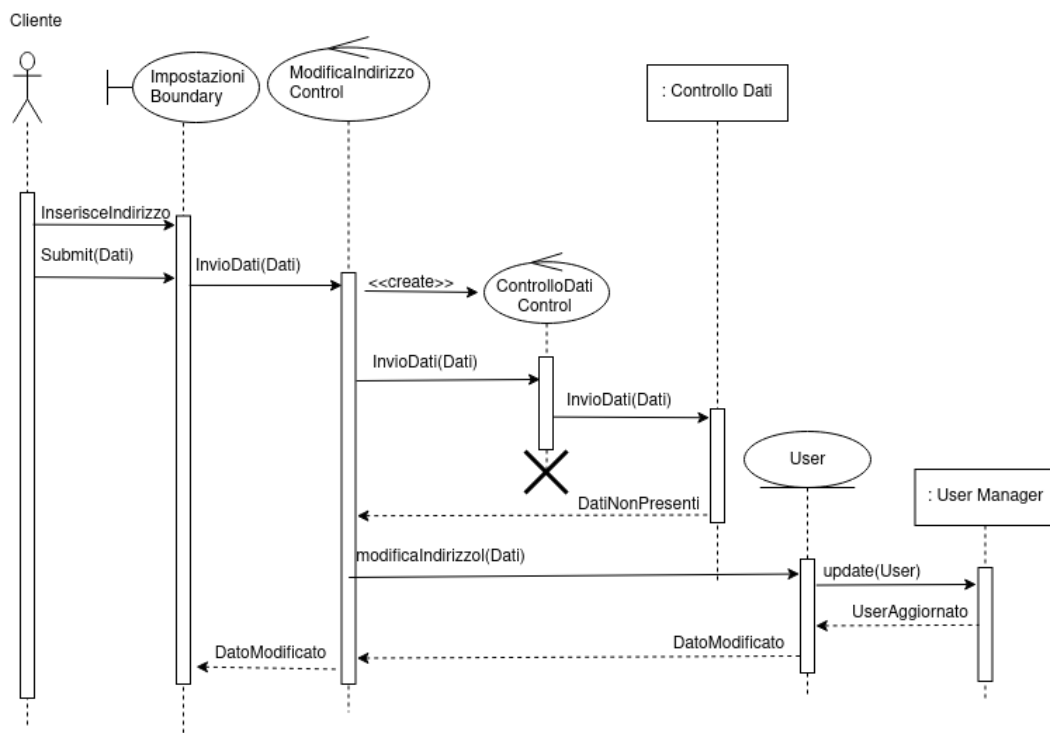 Cliente
Impostazioni
Boundary
ModificaIndirizzo
Control
: Controllo Dati
InserisceIndirizzo
Submit(Dati)
InvioDati(Dati)
<<create>>
ControlloDati
Control
InvioDati(Dati)
InvioDati(Dati)
User
: User Manager
DatiNonPresenti
modificaIndirizzoI(Dati)
update(User)
UserAggiornato
DatoModificato
DatoModificato